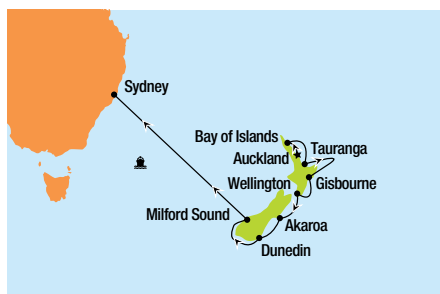 Sydney
Bay of Islands
Tauranga
Auckland
Wellington
Gisbourne
Milford Sound
Akaroa
Dunedin